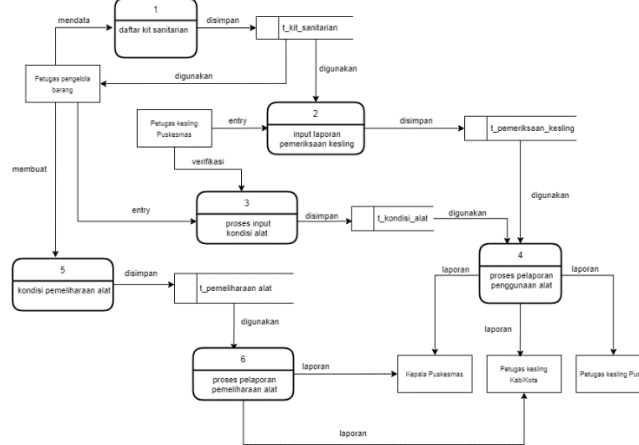 mendata
1
daftar kit sanitarian
disimpan
t_kit_sanitarian
digunakan
digunakan
Petugas pengelola
barang
Petugas kesling
Puskesmas
entry
2
input laporan
pemeriksaan kesling
disimpan
t_pemeriksaan_kesling
membuat
verifikasi
digunakan
entry
3
proses input
kondisi alat
disimpan
t_kondisi_alat
digunakan
4
proses pelaporan
penggunaan alat
5
kondisi pemeliharaan alat
disimpan
t_pemeliharaan alat
laporan
laporan
laporan
digunakan
6
proses pelaporan
pemeliharaan alat
laporan
Kepala Puskesmas
Petugas kesling
Kab/Kota
Petugas kesling Pus
laporan